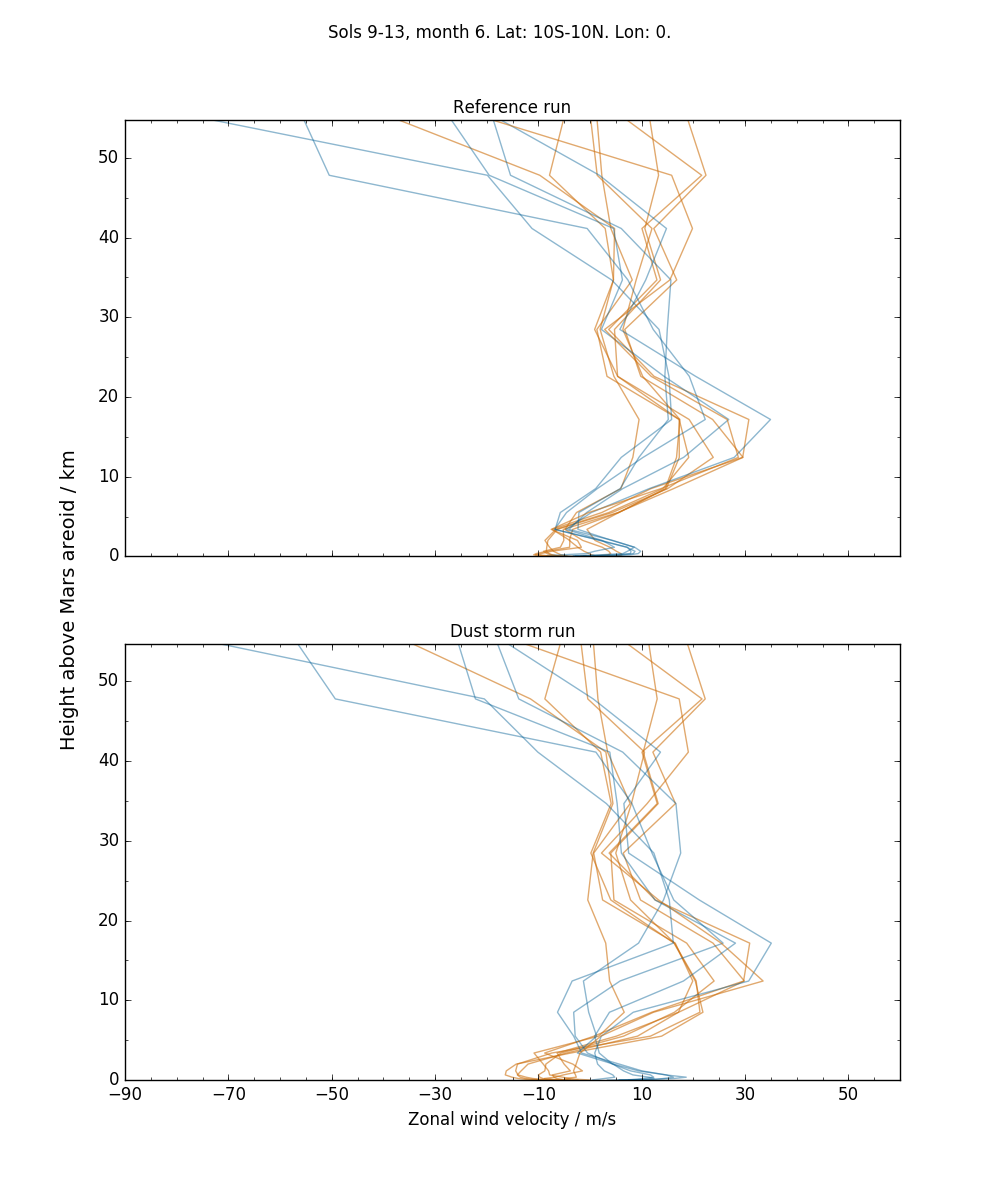 Sols 9-13, month 6. Lat: 10S-10N. Lon: 0.
Reference run
50
40
30
20
10
0
Height above Mars areoid / km
Dust storm run
50
40
30
20
10
0
−90 −70 −50 −30 −10 10 30 50
Zonal wind velocity / m/s